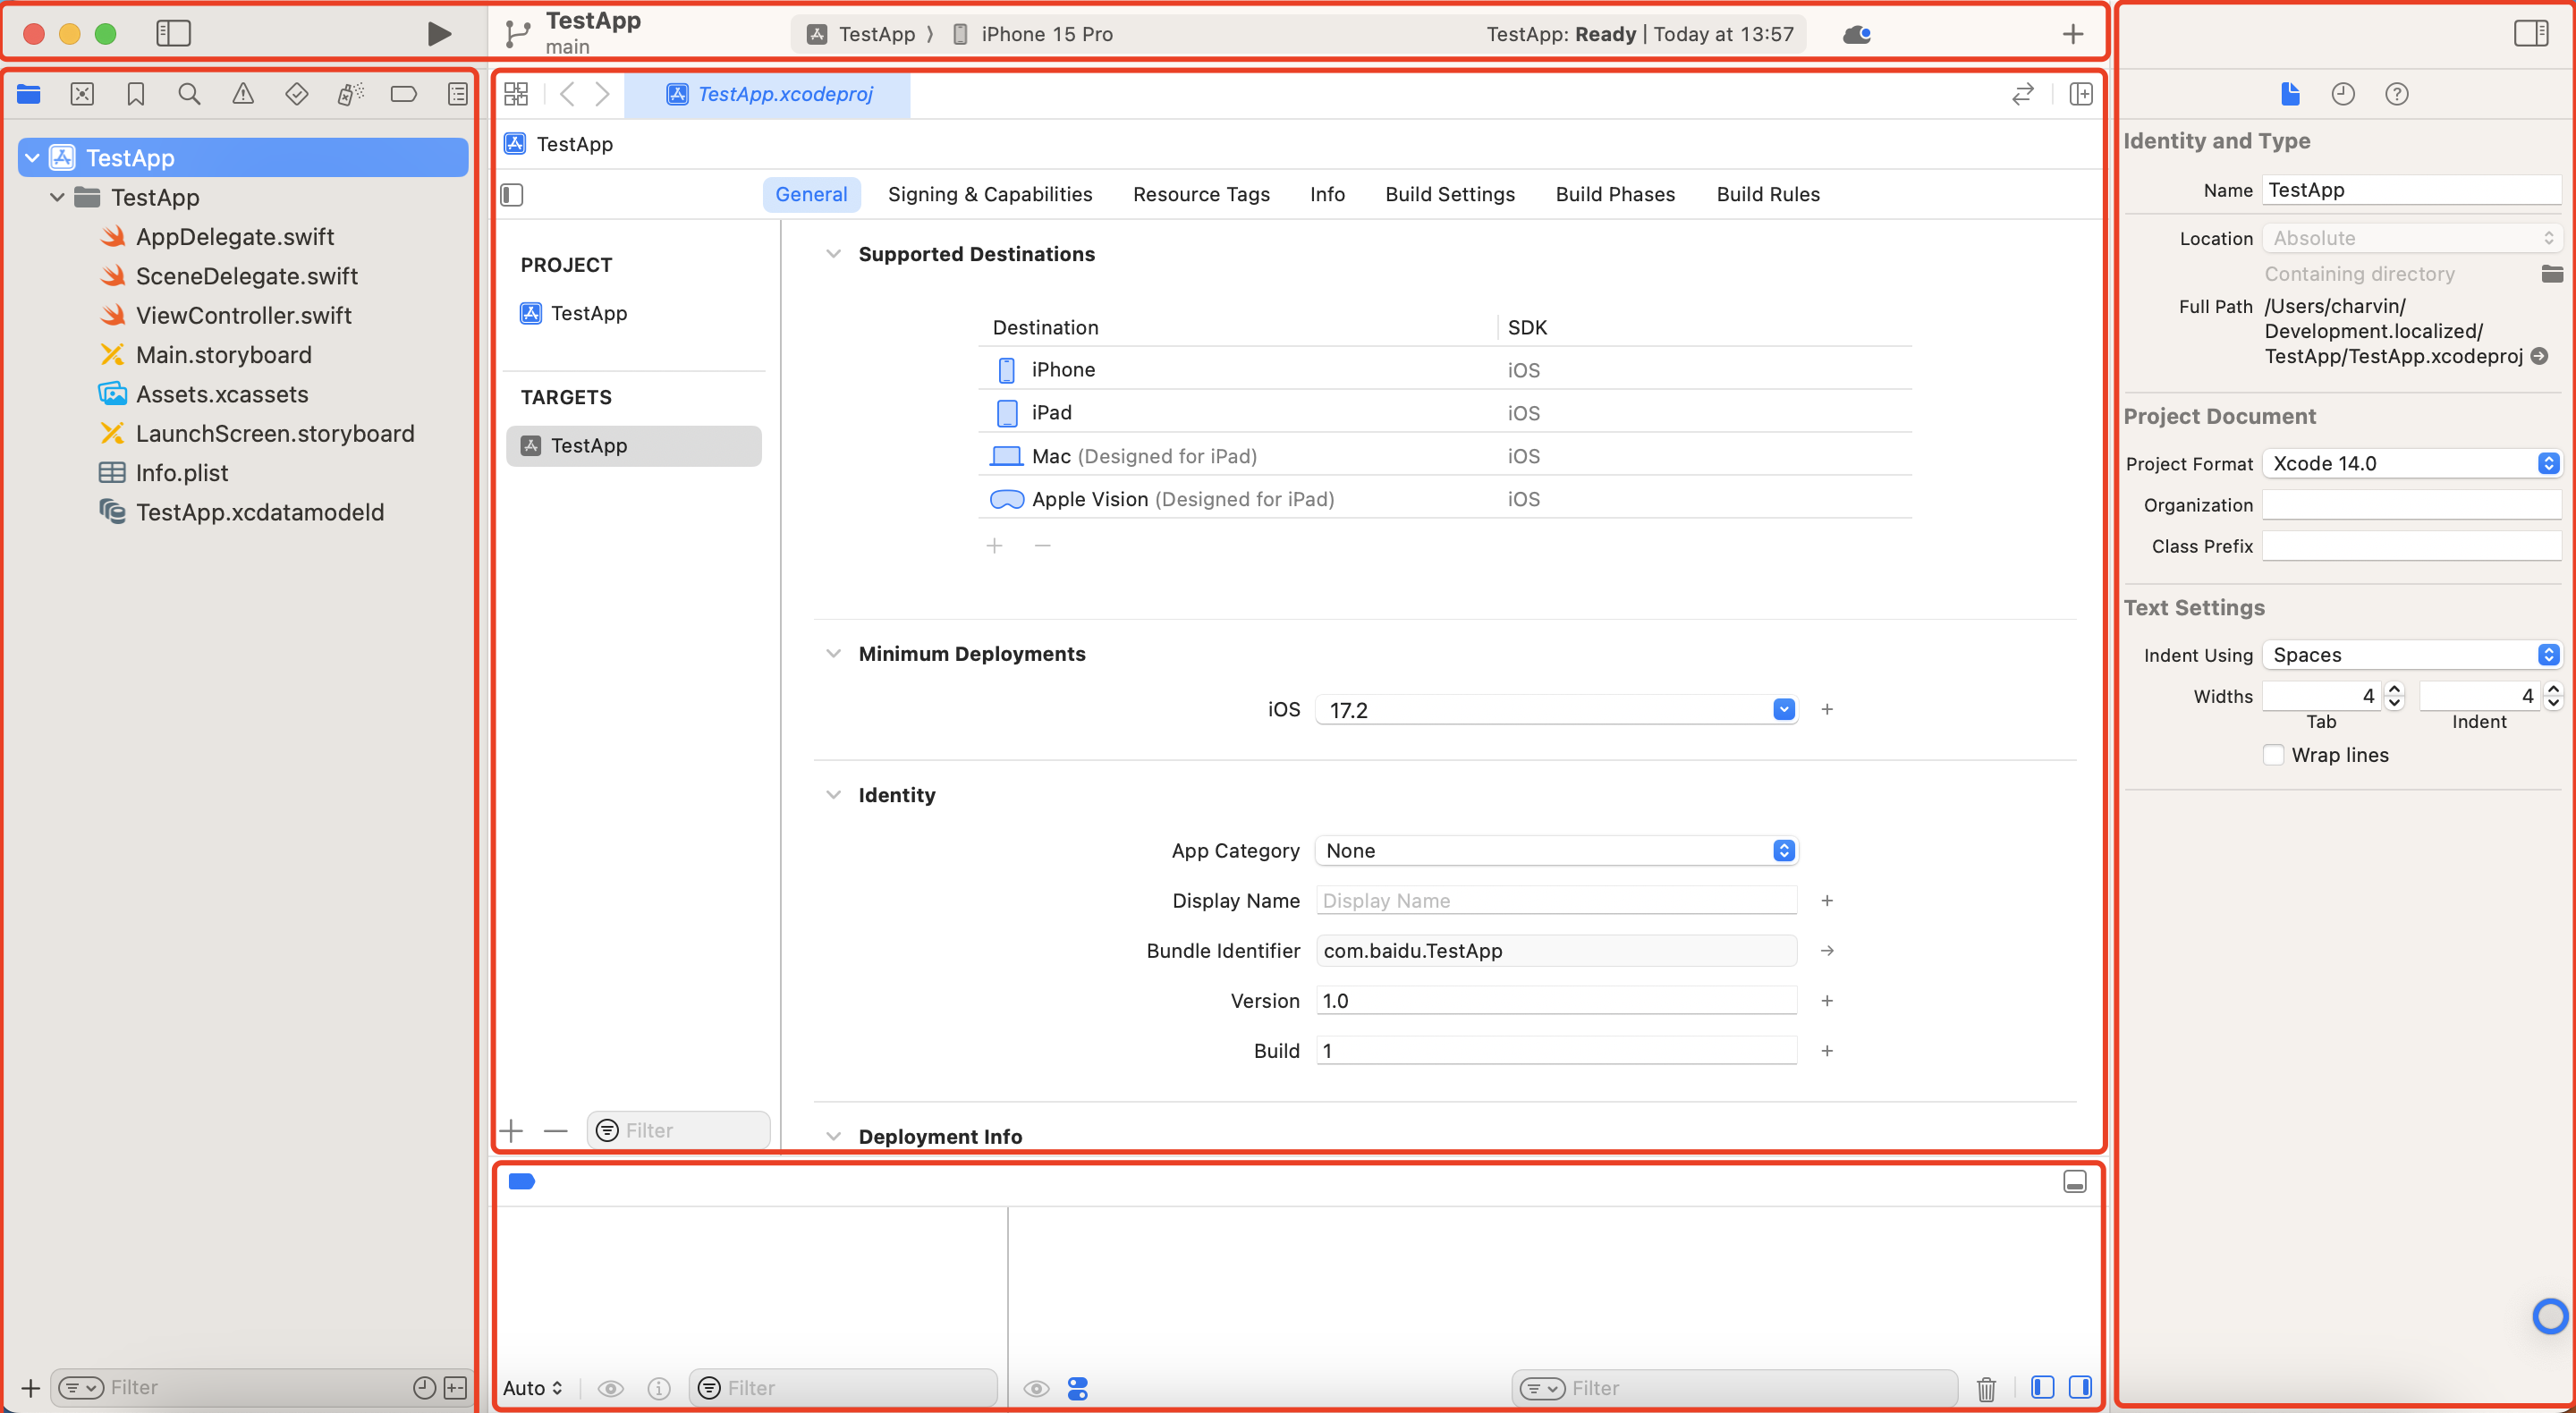 TestApp
main
TestApp ⟩ iPhone 15 Pro
TestApp: Ready | Today at 13:57
TestApp
TestApp
AppDelegate.swift
SceneDelegate.swift
ViewController.swift
Main.storyboard
Assets.xcassets
LaunchScreen.storyboard
Info.plist
TestApp.xcdatamodeld
Filter
TestApp.xcodeproj
TestApp
General Signing & Capabilities Resource Tags Info Build Settings Build Phases Build Rules
PROJECT
TestApp
TARGETS
TestApp
Filter
Supported Destinations
Destination SDK
iPhone iOS
iPad iOS
Mac (Designed for iPad) iOS
Apple Vision (Designed for iPad) iOS
Minimum Deployments
iOS 17.2
Identity
App Category None
Display Name Display Name
Bundle Identifier com.baidu.TestApp
Version 1.0
Build 1
Deployment Info
Auto
Filter
Filter
Identity and Type
Name TestApp
Location Absolute
Containing directory
Full Path /Users/charvin/
Development.localized/
TestApp/TestApp.xcodeproj
Project Document
Project Format Xcode 14.0
Organization
Class Prefix
Text Settings
Indent Using Spaces
Widths 4 4
Tab Indent
Wrap lines